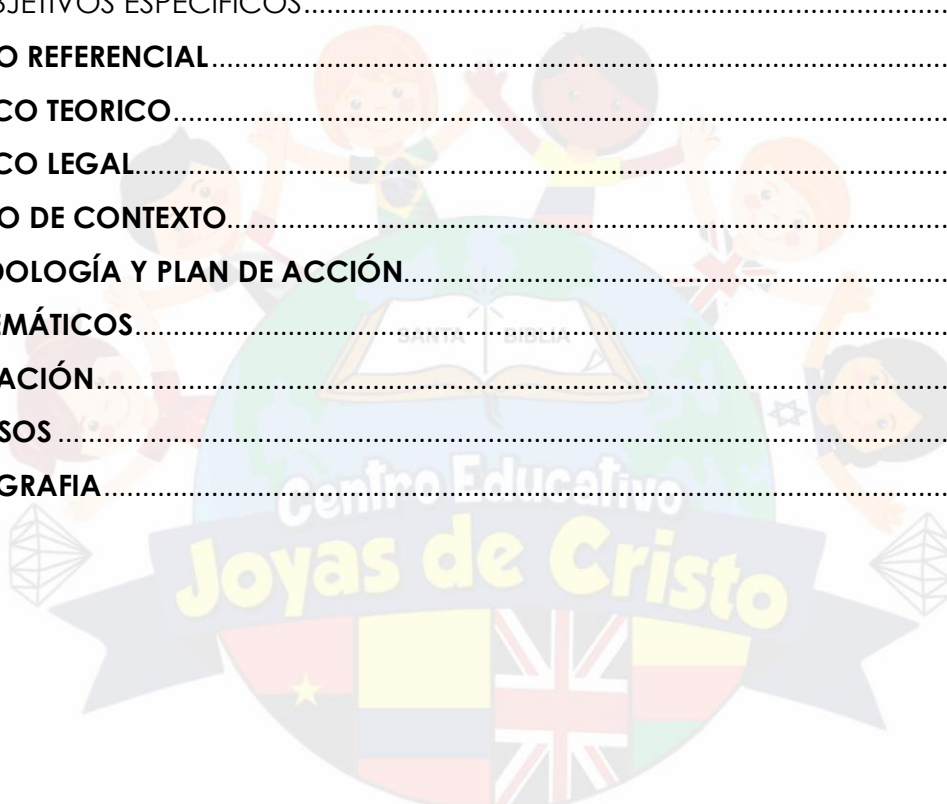 BJETIVOS ESPECÍFICOS
O REFERENCIAL
CO TEORICO
CO LEGAL
O DE CONTEXTO
DOLOGÍA Y PLAN DE ACCIÓN
EMÁTICOS
ACIÓN
SOS
GRAFIA
SANTA BIBLIA
Centro Educativo
Joyas de Cristo